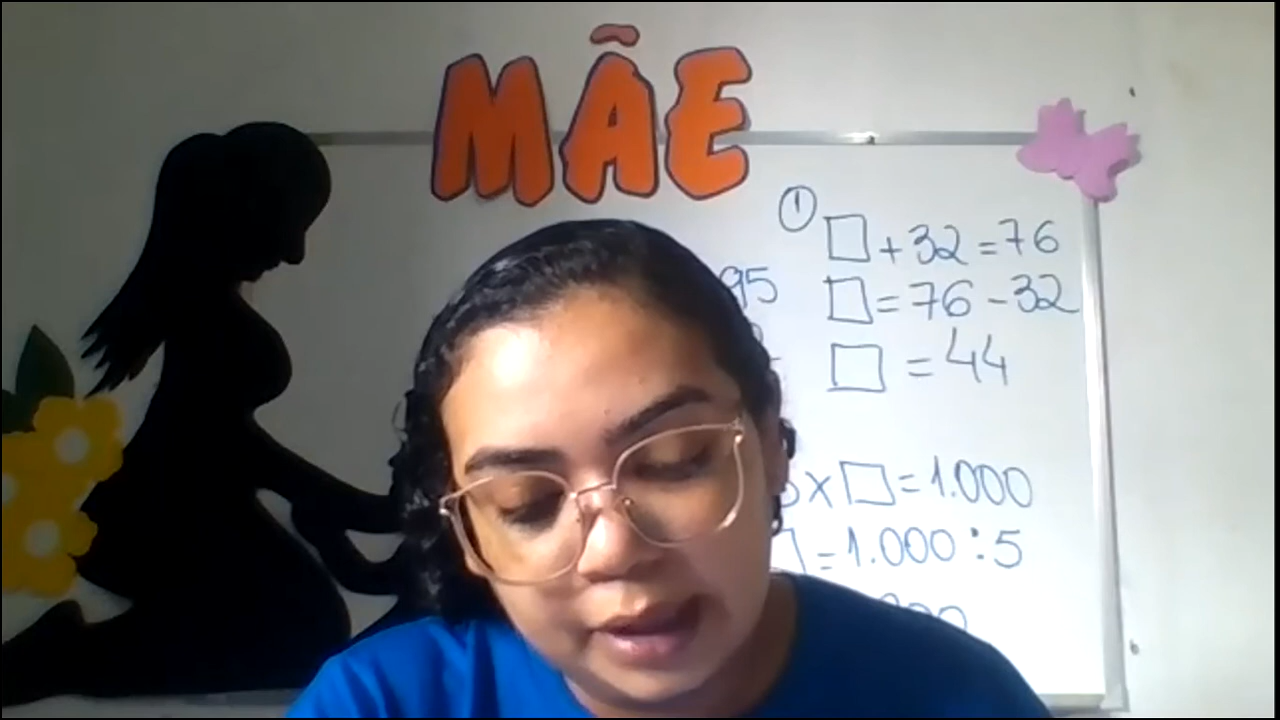 MÃE
① □ + 32 = 76
95
□ = 76 - 32
□ = 44
x □ = 1.000
= 1.000 : 5